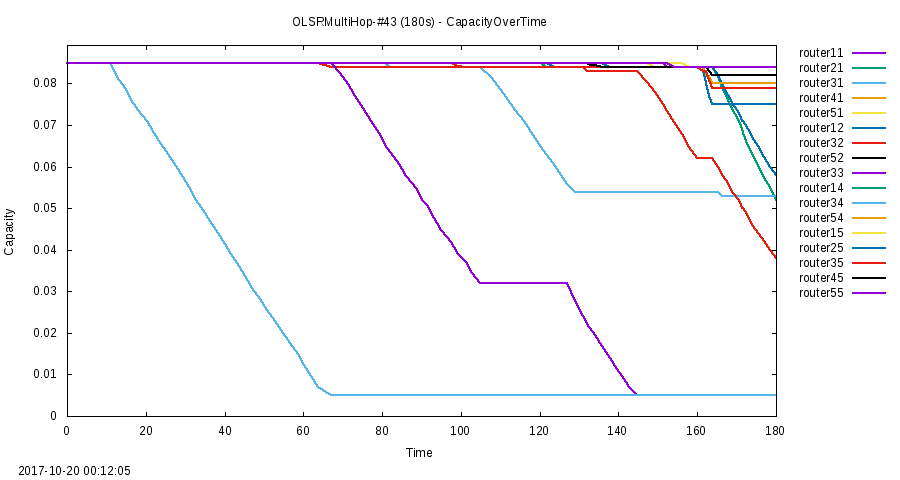 OLSRMultiHop-#43 (180s) - CapacityOverTime
Capacity
0.08
0.07
0.06
0.05
0.04
0.03
0.02
0.01
0
0 20 40 60 80 100 120 140 160 180
Time
router11
router21
router31
router41
router51
router12
router32
router52
router33
router14
router34
router54
router15
router25
router35
router45
router55
2017-10-20 00:12:05